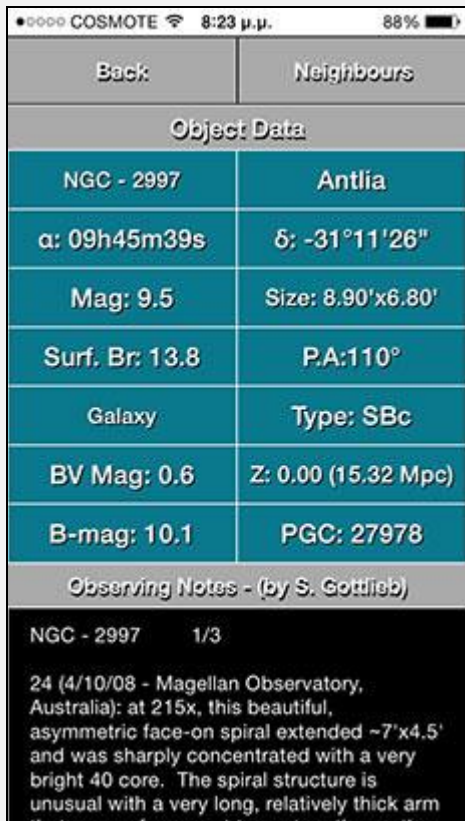 COSMOTE 8:23 μ.μ. 88%
Back Neighbours
Object Data
NGC - 2997 Antlia
α: 09h45m39s δ: -31°11'26"
Mag: 9.5 Size: 8.90'x6.80'
Surf. Br: 13.8 P.A:110°
Galaxy Type: SBc
BV Mag: 0.6 Z: 0.00 (15.32 Mpc)
B-mag: 10.1 PGC: 27978
Observing Notes - (by S. Gottlieb)
NGC - 2997 1/3
24 (4/10/08 - Magellan Observatory,
Australia): at 215x, this beautiful,
asymmetric face-on spiral extended ~7'x4.5'
and was sharply concentrated with a very
bright 40 core. The spiral structure is
unusual with a very long, relatively thick arm